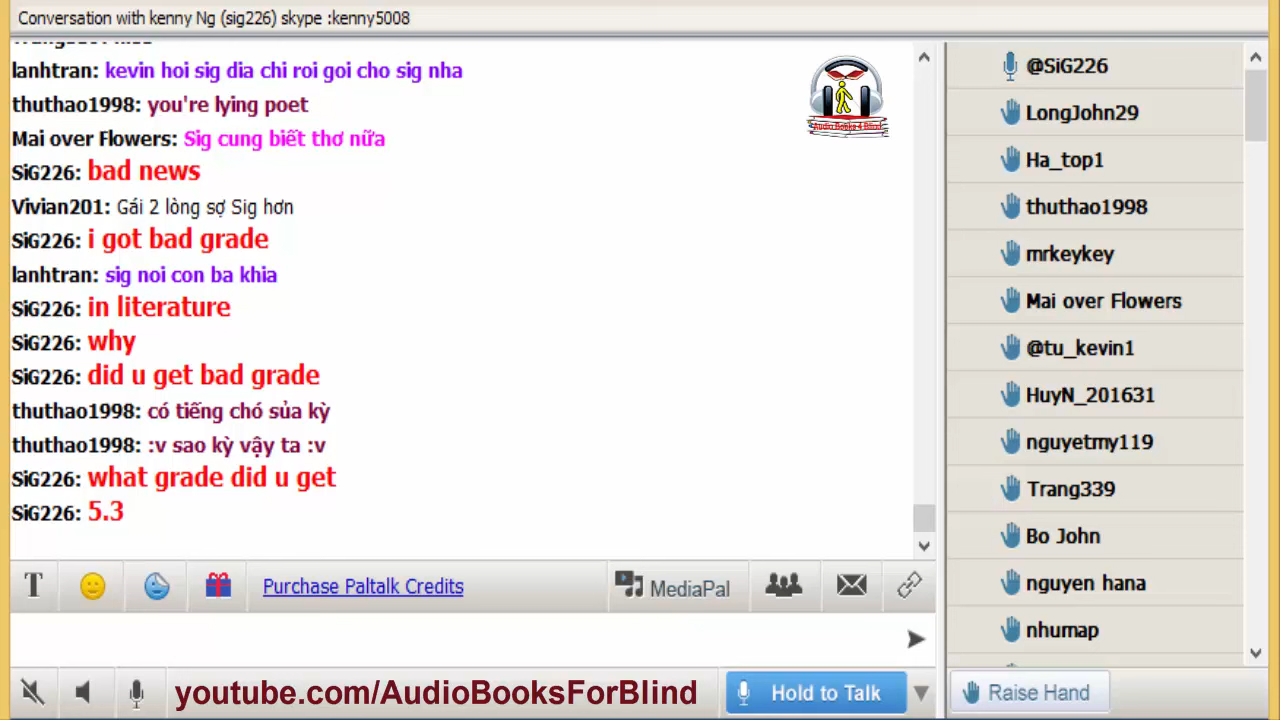 Conversation with kenny Ng (sig226) skype :kenny5008
lanhtran: kevin hoi sig dia chi roi goi cho sig nha
thuthao1998: you're lying poet
Mai over Flowers: Sig cung biết thơ nữa
SiG226: bad news
Vivian201: Gái 2 lòng sợ Sig hơn
SiG226: i got bad grade
lanhtran: sig noi con ba khia
SiG226: in literature
SiG226: why
SiG226: did u get bad grade
thuthao1998: có tiếng chó sủa kỳ
thuthao1998: :v sao kỳ vậy ta :v
SiG226: what grade did u get
SiG226: 5.3
Audio Books 4 Blind
@SiG226
LongJohn29
Ha_top1
thuthao1998
mrkeykey
Mai over Flowers
@tu_kevin1
HuyN_201631
nguyetmy119
Trang339
Bo John
nguyen hana
nhumap
T
Purchase Paltalk Credits
MediaPal
youtube.com/AudioBooksForBlind
Hold to Talk
Raise Hand